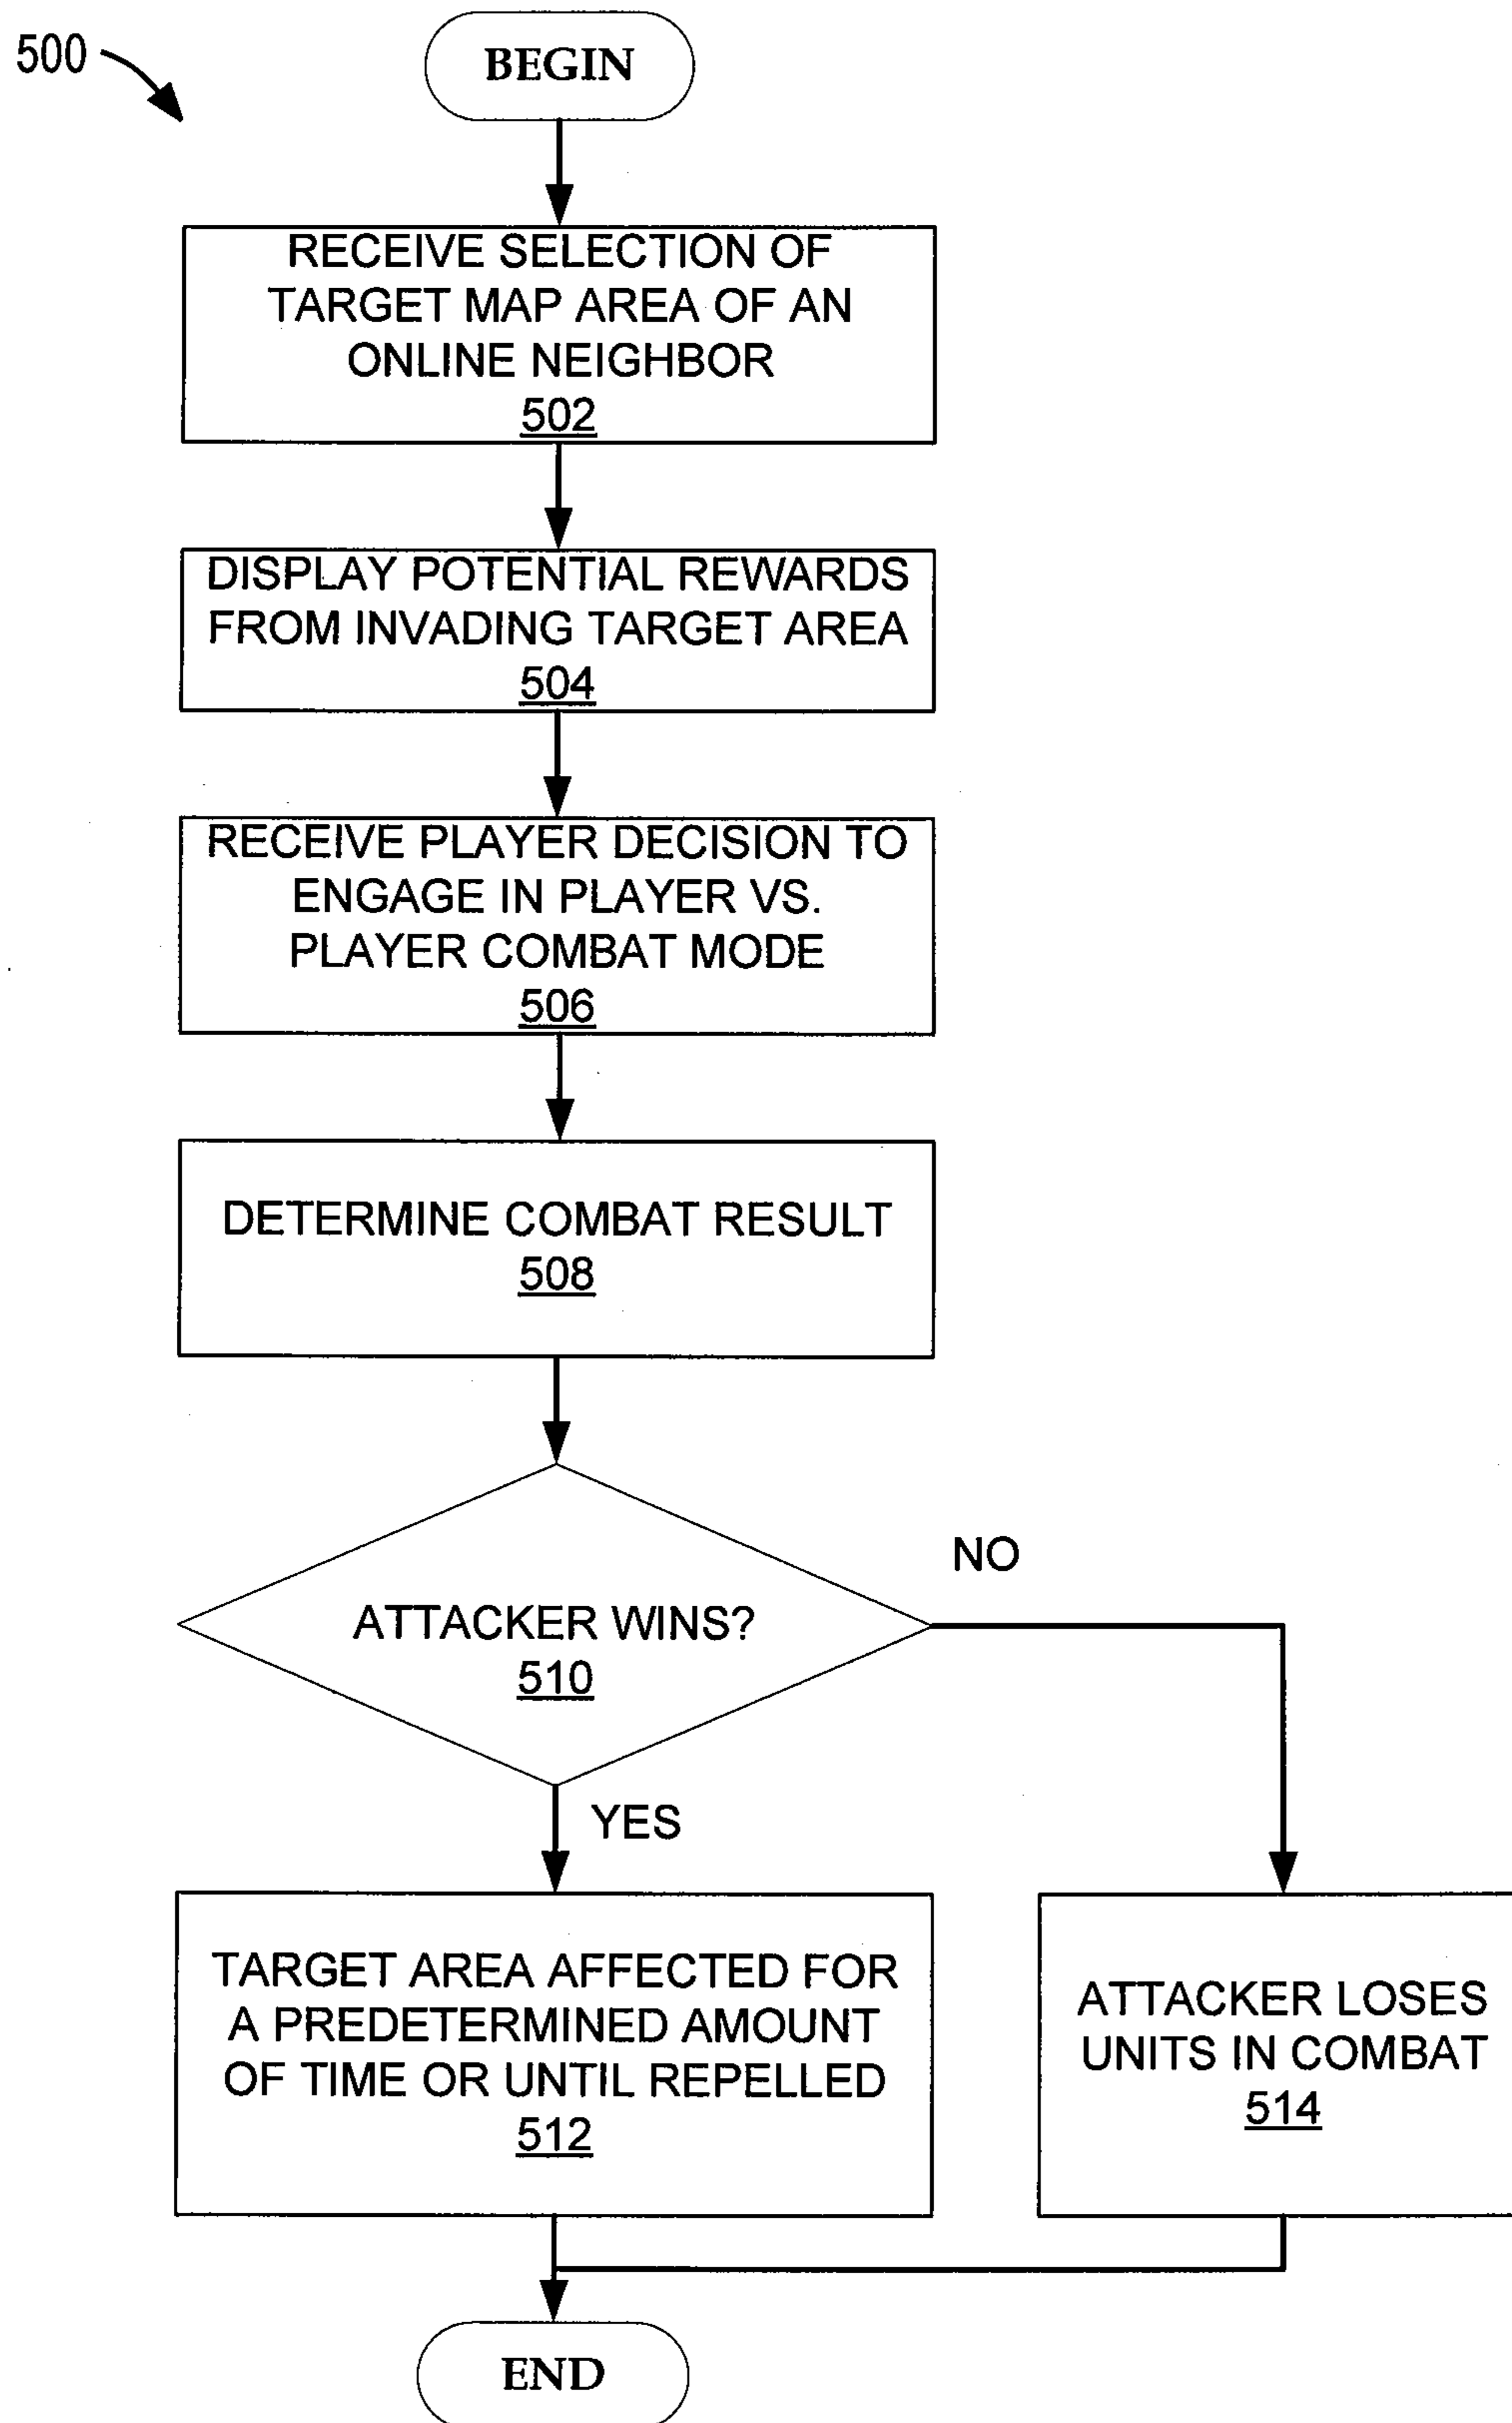 500
BEGIN
RECEIVE SELECTION OF
TARGET MAP AREA OF AN
ONLINE NEIGHBOR
502
DISPLAY POTENTIAL REWARDS
FROM INVADING TARGET AREA
504
RECEIVE PLAYER DECISION TO
ENGAGE IN PLAYER VS.
PLAYER COMBAT MODE
506
DETERMINE COMBAT RESULT
508
ATTACKER WINS?
510
NO
YES
TARGET AREA AFFECTED FOR
A PREDETERMINED AMOUNT
OF TIME OR UNTIL REPELLED
512
ATTACKER LOSES
UNITS IN COMBAT
514
END